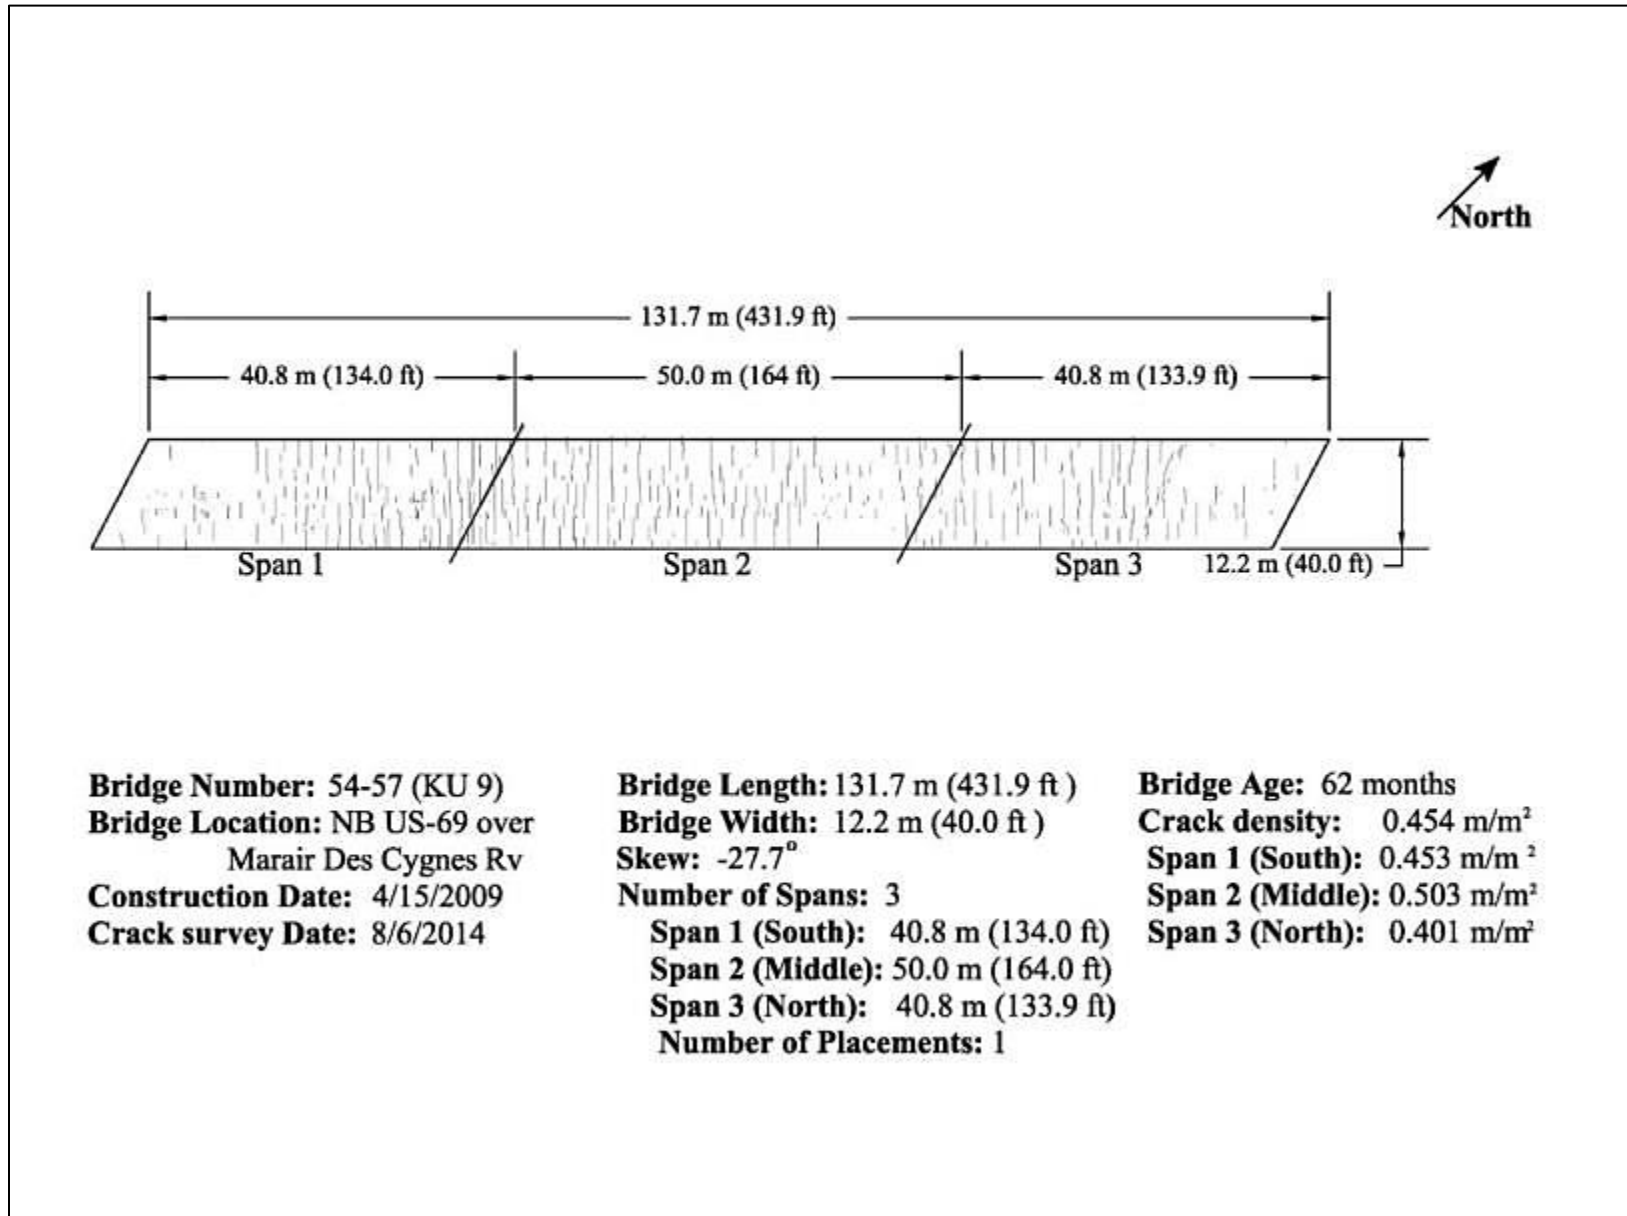 North
131.7 m (431.9 ft)
40.8 m (134.0 ft)
50.0 m (164 ft)
40.8 m (133.9 ft)
Span 1
Span 2
Span 3
12.2 m (40.0 ft)
Bridge Number: 54-57 (KU 9)
Bridge Location: NB US-69 over
Marair Des Cygnes Rv
Construction Date: 4/15/2009
Crack survey Date: 8/6/2014
Bridge Length: 131.7 m (431.9 ft )
Bridge Width: 12.2 m (40.0 ft )
Skew: -27.7°
Number of Spans: 3
Span 1 (South): 40.8 m (134.0 ft)
Span 2 (Middle): 50.0 m (164.0 ft)
Span 3 (North): 40.8 m (133.9 ft)
Number of Placements: 1
Bridge Age: 62 months
Crack density: 0.454 m/m²
Span 1 (South): 0.453 m/m ²
Span 2 (Middle): 0.503 m/m²
Span 3 (North): 0.401 m/m²